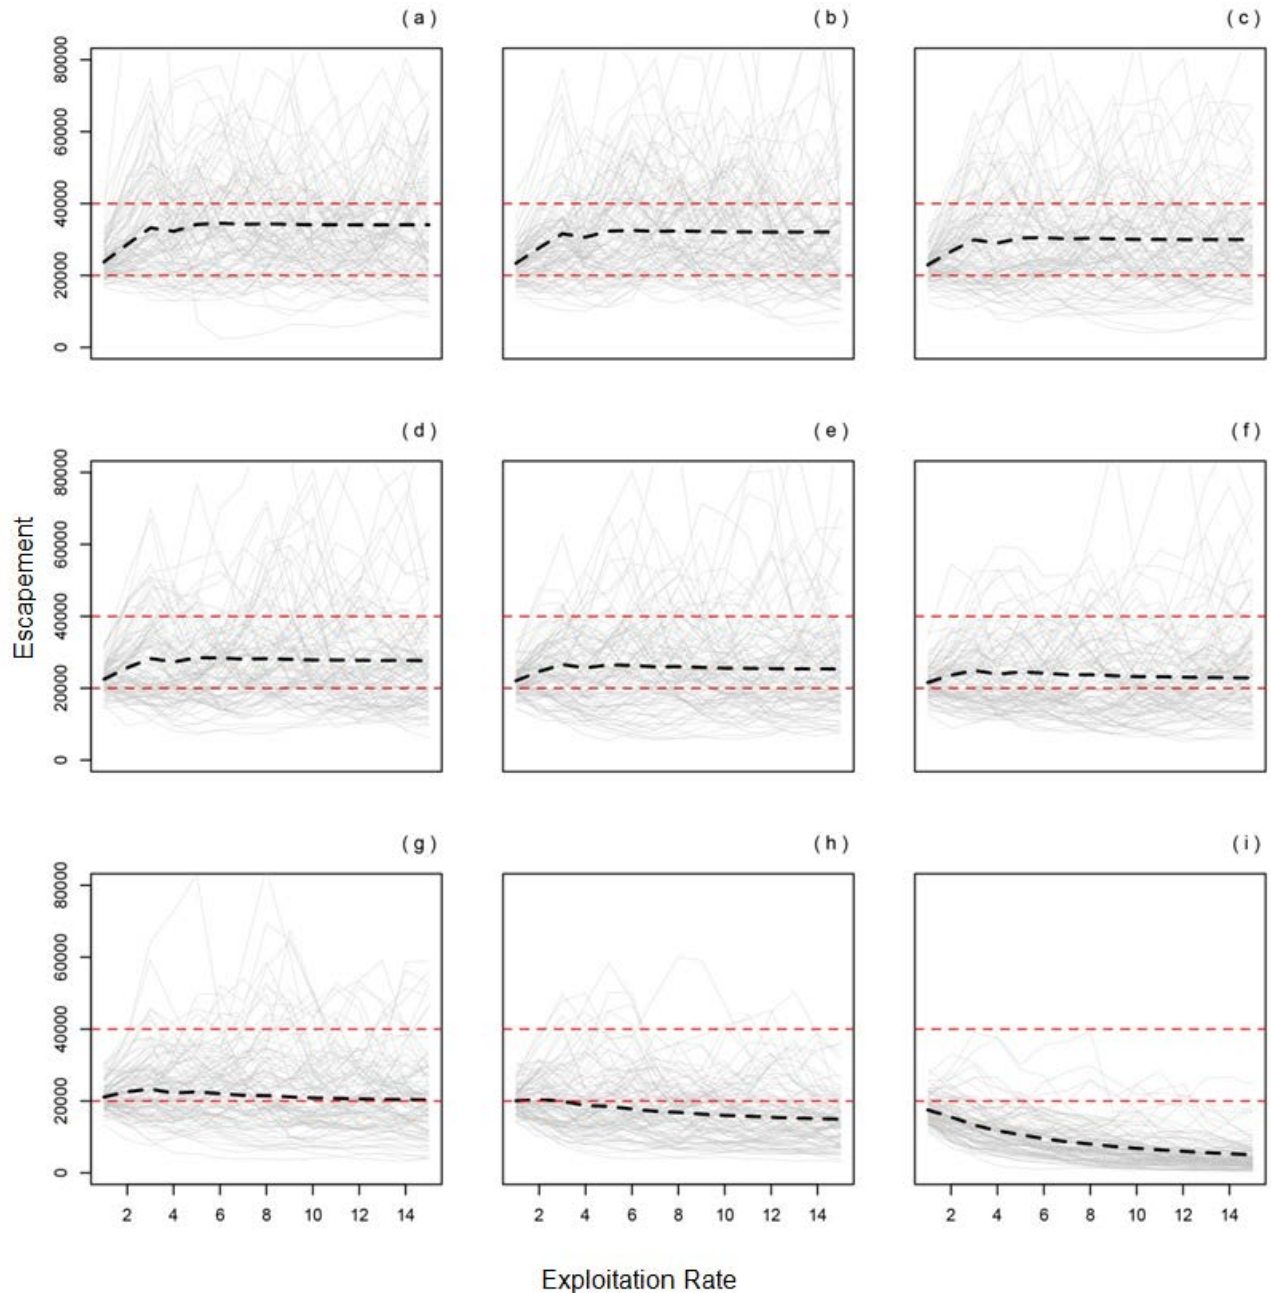 ( a )
( b )
( c )
80000
60000
40000
20000
0
( d )
( e )
( f )
80000
60000
40000
20000
0
Escapement
( g )
( h )
( i )
80000
60000
40000
20000
0
2 4 6 8 10 12 14
2 4 6 8 10 12 14
2 4 6 8 10 12 14
Exploitation Rate